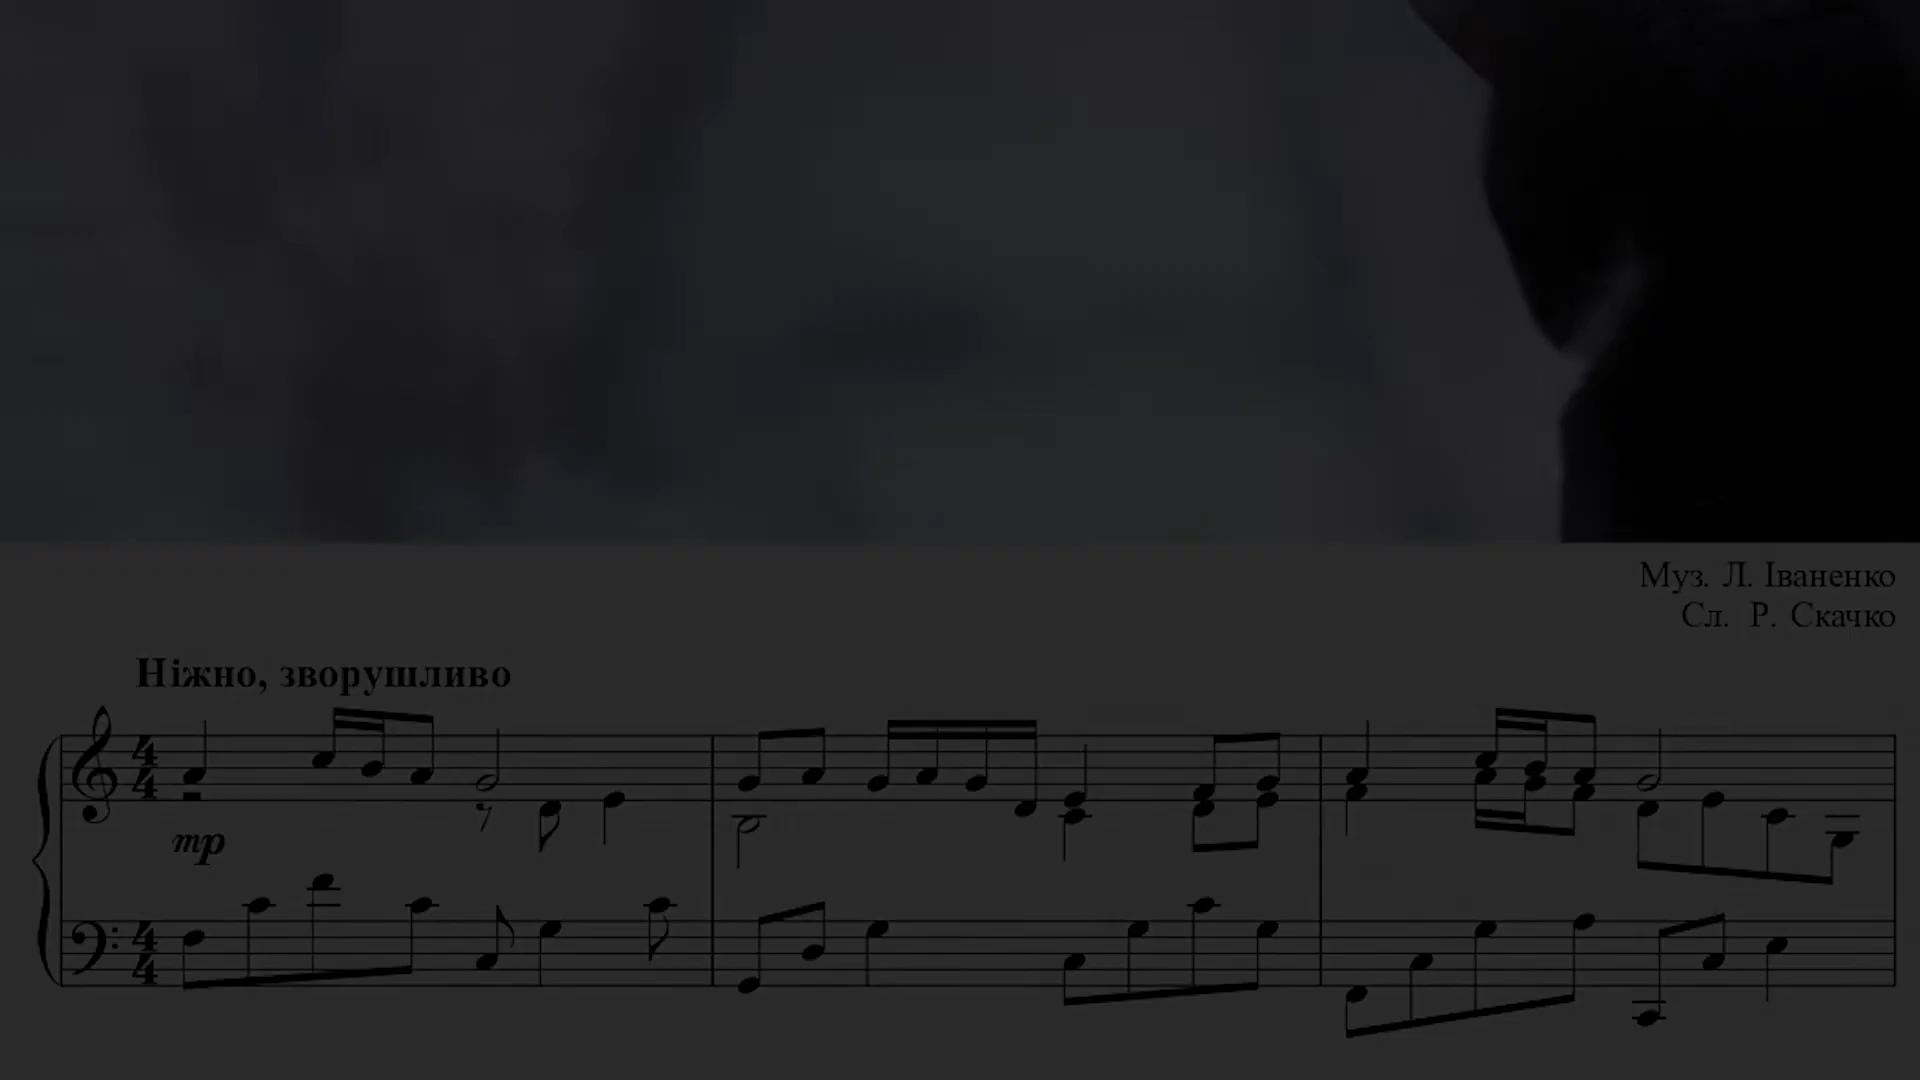 Муз. Л. Іваненко
Сл. Р. Скачко
Ніжно, зворушливо
mp